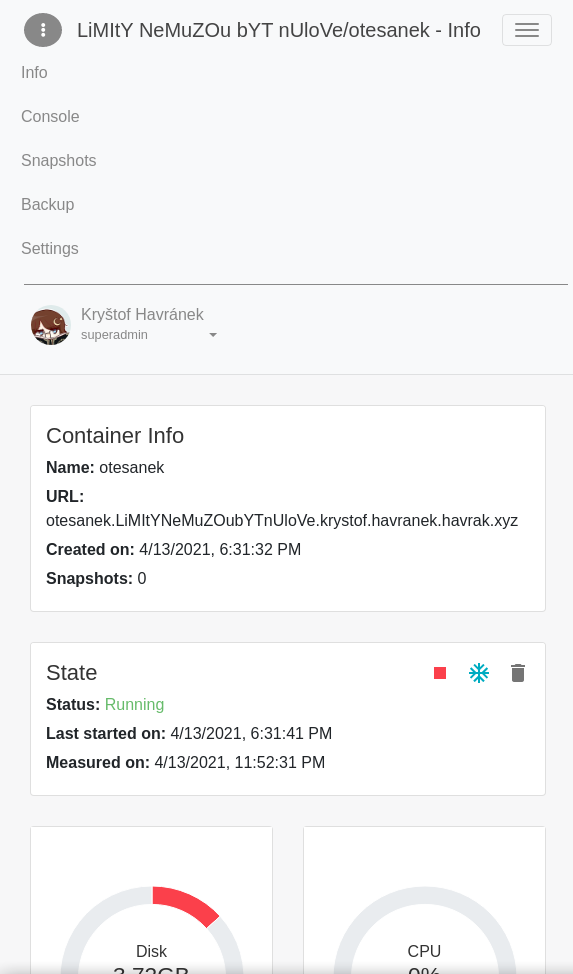 LiMItY NeMuZOu bYT nUloVe/otesanek - Info
Info
Console
Snapshots
Backup
Settings
Kryštof Havránek
superadmin
Container Info
Name: otesanek
URL:
otesanek.LiMItYNeMuZOubYTnUloVe.krystof.havranek.havrak.xyz
Created on: 4/13/2021, 6:31:32 PM
Snapshots: 0
State
Status: Running
Last started on: 4/13/2021, 6:31:41 PM
Measured on: 4/13/2021, 11:52:31 PM
Disk
3.72GB
CPU
0%